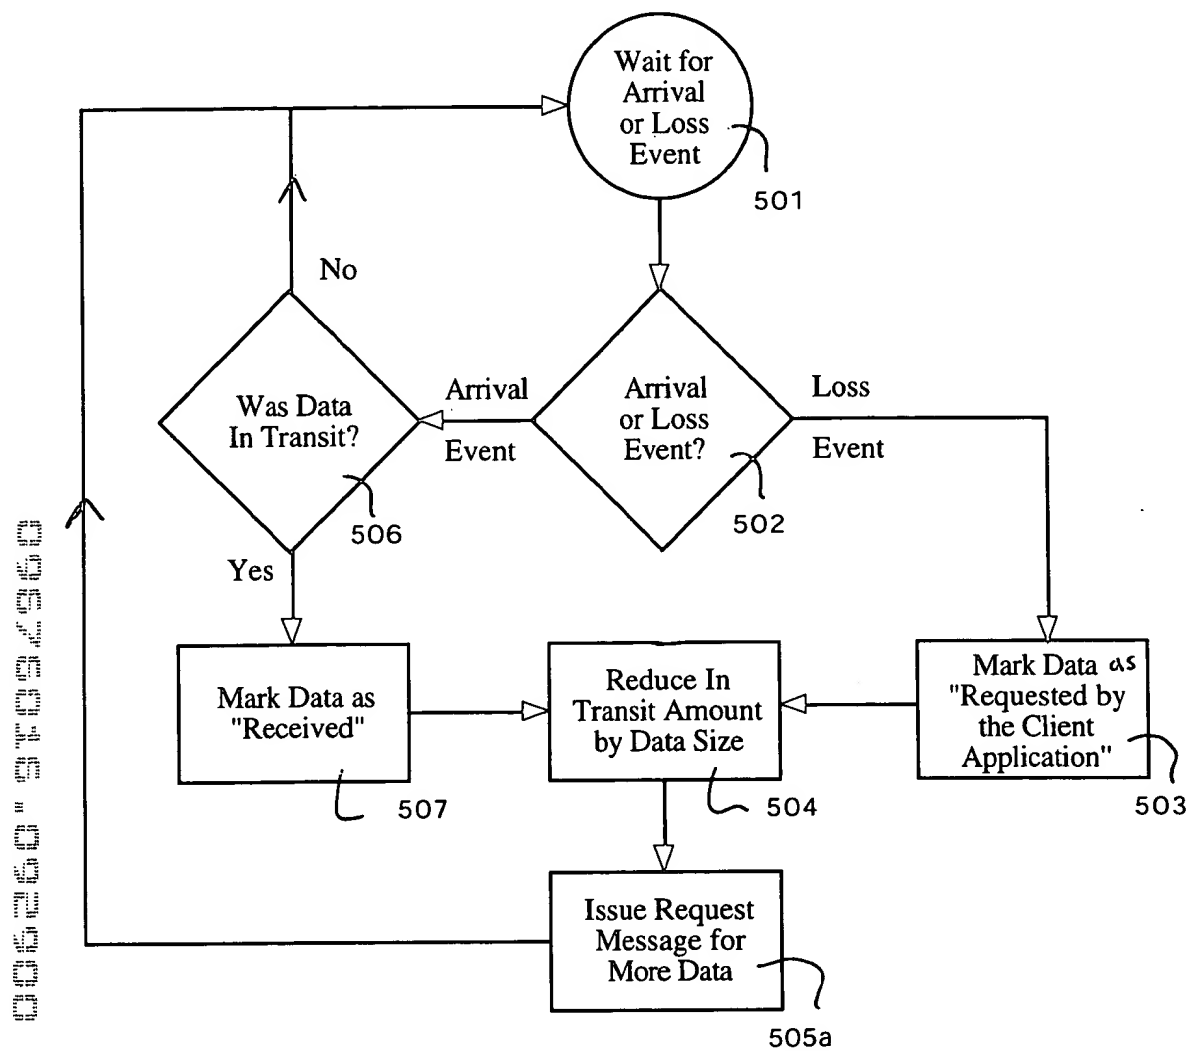 Wait for
Arrival
or Loss
Event
501
No
Was Data
In Transit?
506
Arrival
Event
Arrival
or Loss
Event?
502
Loss
Event
Yes
Mark Data as
"Received"
507
Reduce In
Transit Amount
by Data Size
504
Mark Data as
"Requested by
the Client
Application"
503
Issue Request
Message for
More Data
505a